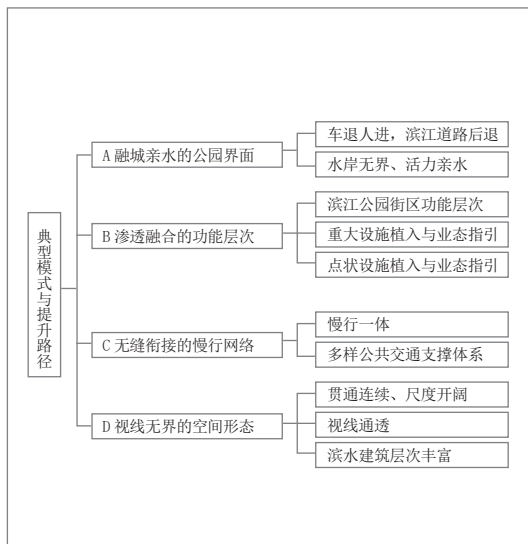 典型模式与提升路径
A 融城亲水的公园界面
车退人进，滨江道路后退
水岸无界、活力亲水
B 渗透融合的功能层次
滨江公园街区功能层次
重大设施植入与业态指引
点状设施植入与业态指引
C 无缝衔接的慢行网络
慢行一体
多样公共交通支撑体系
D 视线无界的空间形态
贯通连续、尺度开阔
视线通透
滨水建筑层次丰富